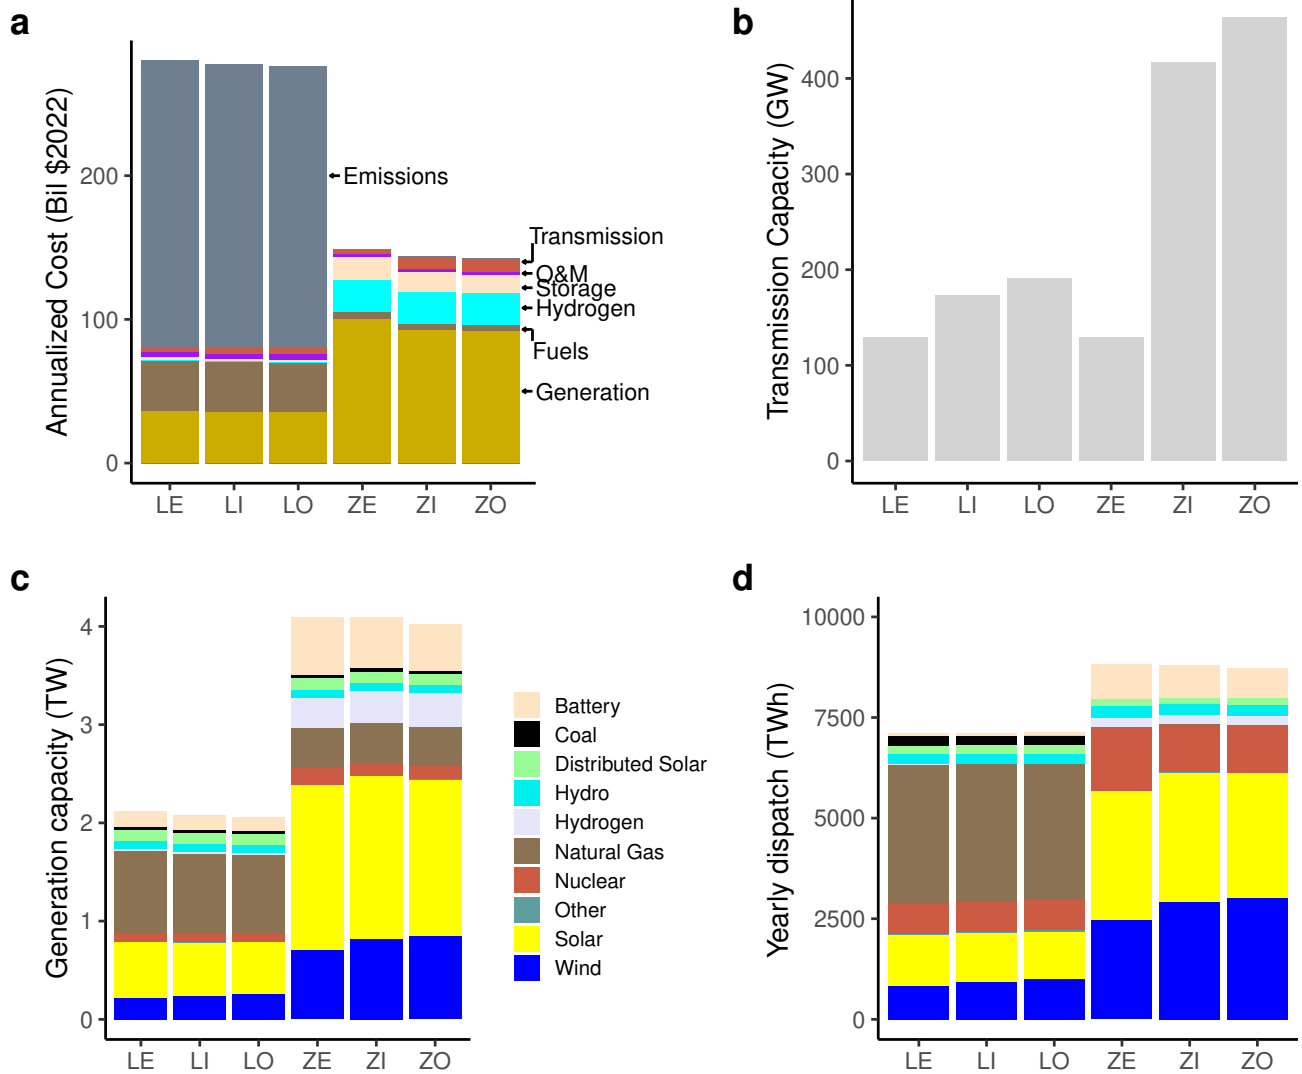 a
Annualized Cost (Bil $2022)
200
100
0
Emissions
Transmission
O&M
Storage
Hydrogen
Fuels
Generation
LE LI LO ZE ZI ZO
b
Transmission Capacity (GW)
400
300
200
100
0
LE LI LO ZE ZI ZO
c
Generation capacity (TW)
4
3
2
1
0
LE LI LO ZE ZI ZO
Battery
Coal
Distributed Solar
Hydro
Hydrogen
Natural Gas
Nuclear
Other
Solar
Wind
d
Yearly dispatch (TWh)
10000
7500
5000
2500
0
LE LI LO ZE ZI ZO